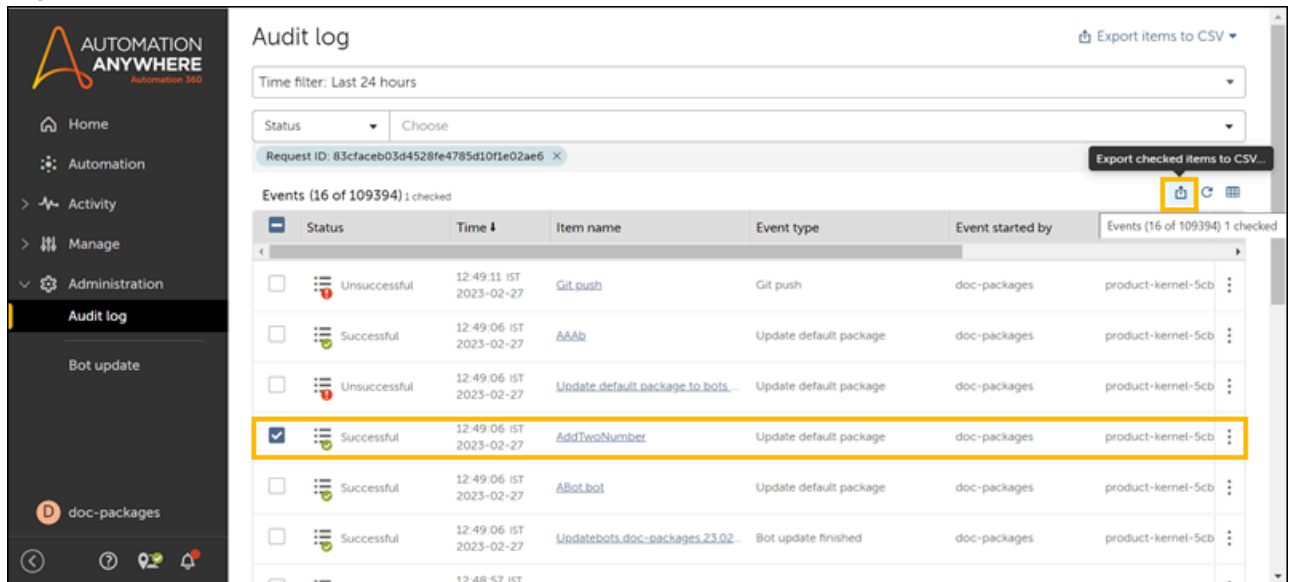 AUTOMATION
ANYWHERE
Automation 360
Home
Automation
Activity
Manage
Administration
Audit log
Bot update
D doc-packages
Audit log
Export items to CSV
Time filter: Last 24 hours
Status Choose
Request ID: 83cfaceb03d4528fe4785d10f1e02ae6 ×
Export checked items to CSV...
Events (16 of 109394) 1 checked
Status Time Item name Event type Event started by
Events (16 of 109394) 1 checked
Unsuccessful 12:49:11 IST Git push Git push doc-packages product-kernel-5cb
2023-02-27
Successful 12:49:06 IST AAAb Update default package doc-packages product-kernel-5cb
2023-02-27
Unsuccessful 12:49:06 IST Update default package to bots... Update default package doc-packages product-kernel-5cb
2023-02-27
Successful 12:49:06 IST AddTwoNumber Update default package doc-packages product-kernel-5cb
2023-02-27
Successful 12:49:06 IST ABot.bot Update default package doc-packages product-kernel-5cb
2023-02-27
Successful 12:49:06 IST Updatebots.doc-packages.23.02... Bot update finished doc-packages product-kernel-5cb
2023-02-27
12:48:57 IST